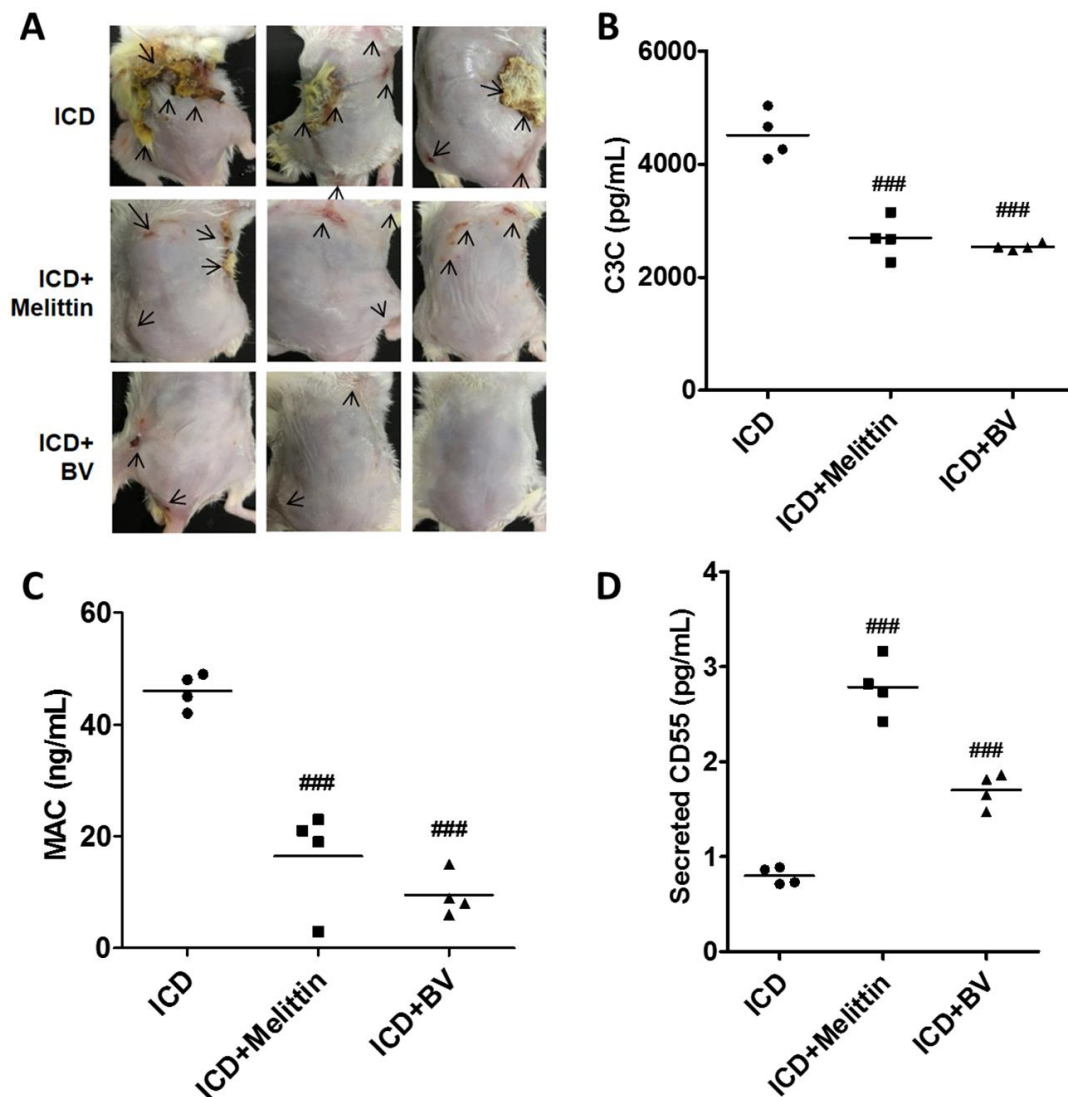 A
ICD
ICD+
Melittin
ICD+
BV
B
C3C (pg/mL)
6000
4000
2000
0
###
###
ICD
ICD+Melittin
ICD+BV
C
MAC (ng/mL)
60
40
20
0
###
###
ICD
ICD+Melittin
ICD+BV
D
Secreted CD55 (pg/mL)
4
3
2
1
0
###
###
ICD
ICD+Melittin
ICD+BV